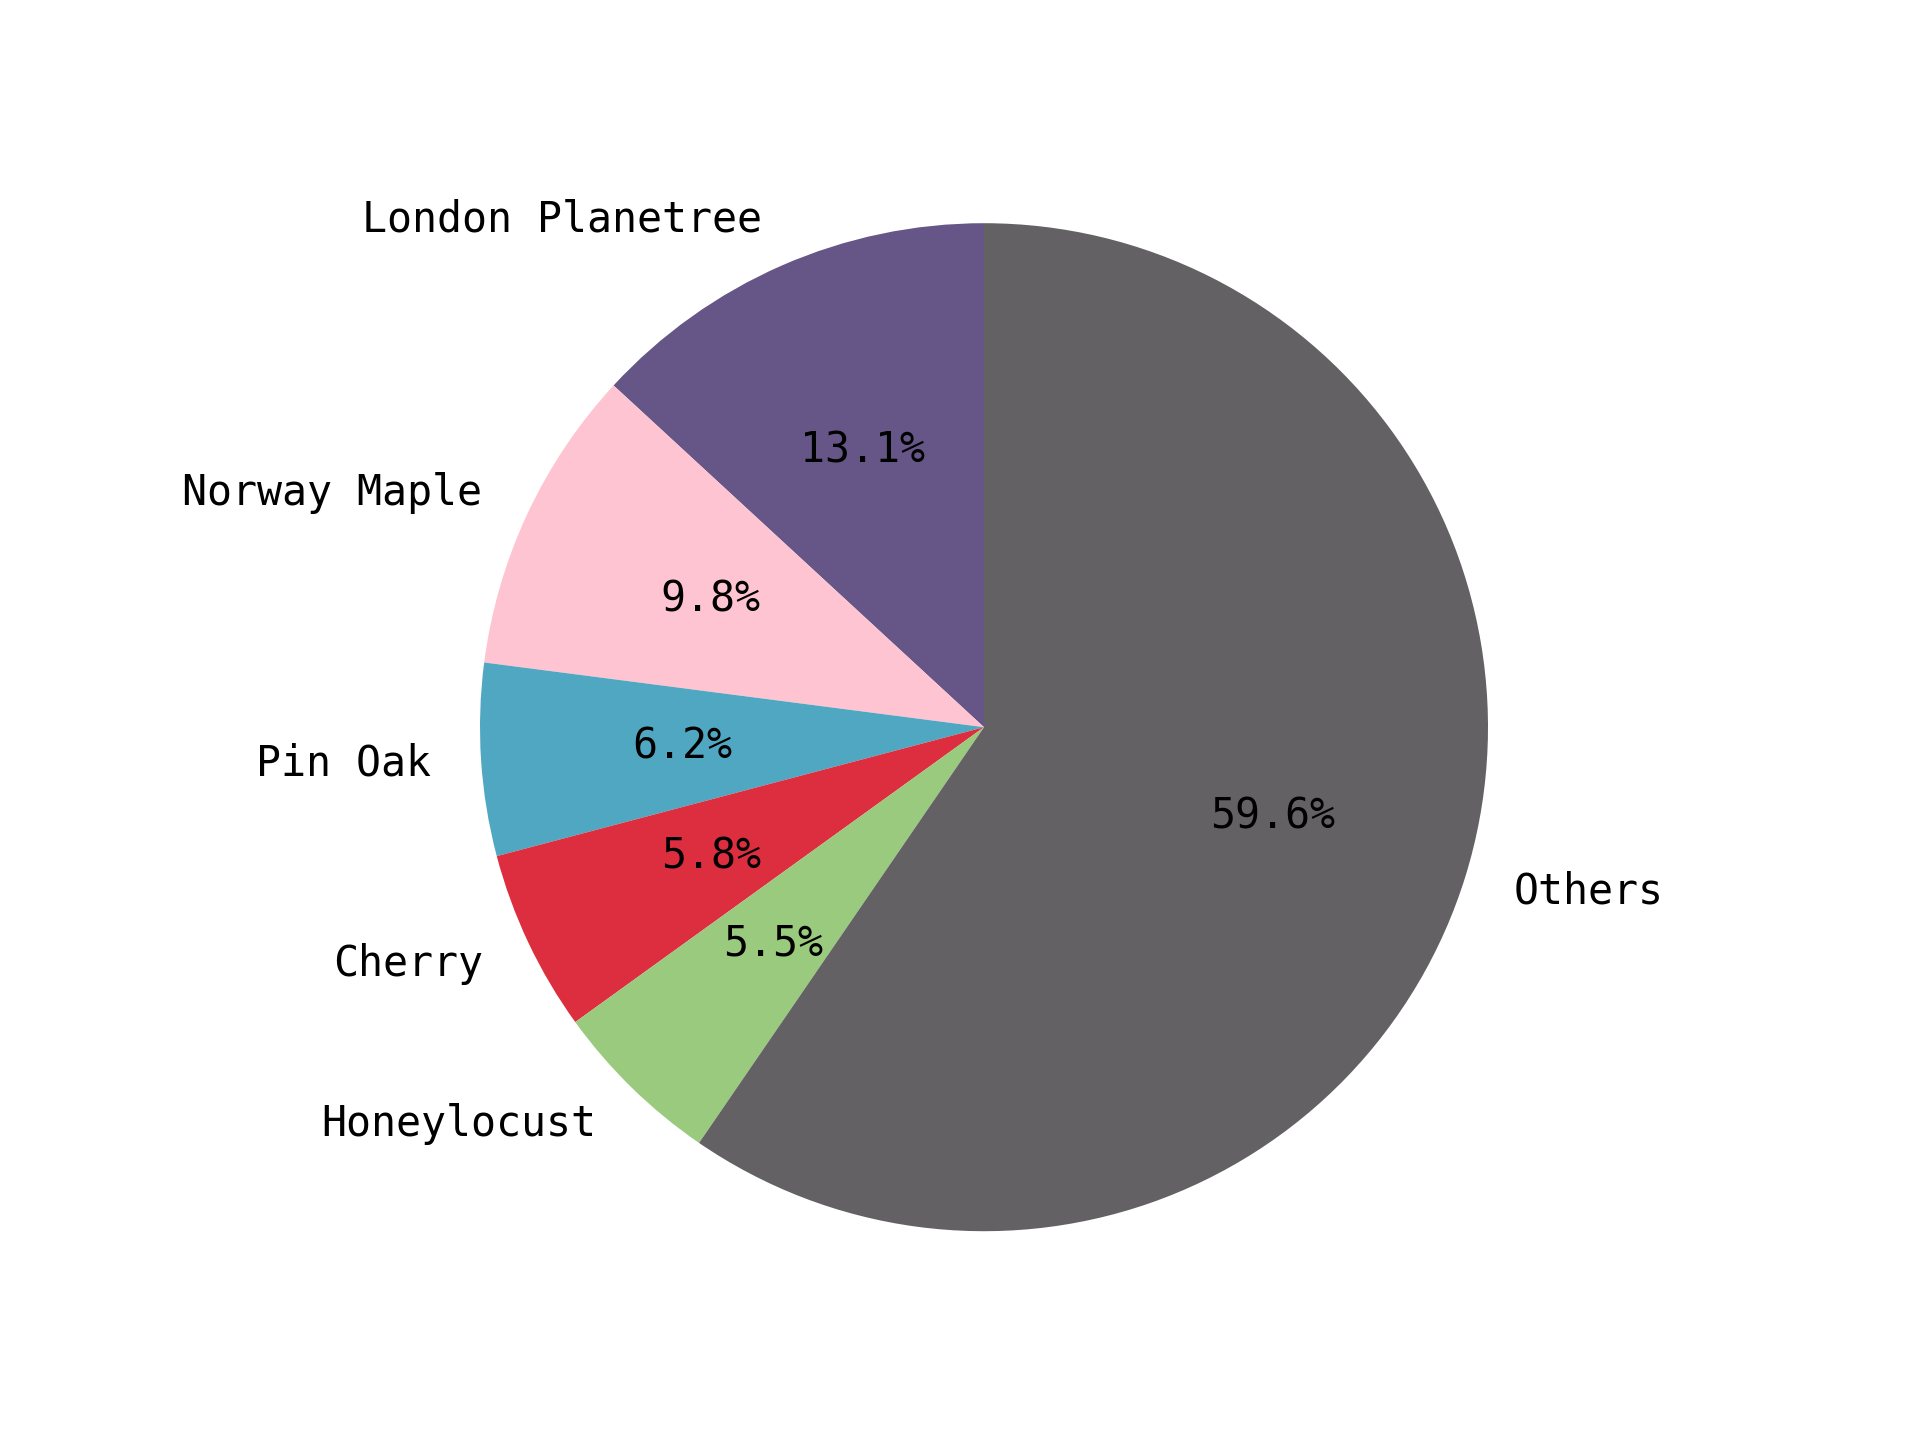 London Planetree
13.1%
Norway Maple
9.8%
Pin Oak
6.2%
Cherry
5.8%
Honeylocust
5.5%
Others
59.6%